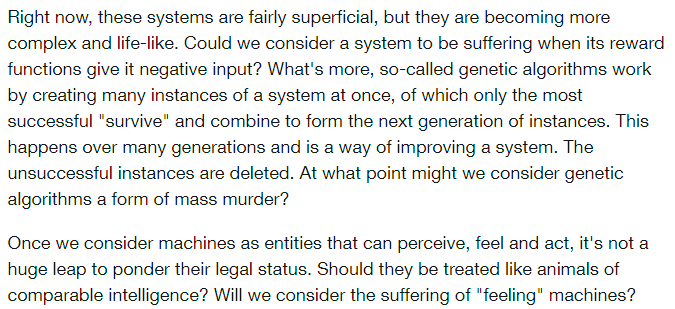 Right now, these systems are fairly superficial, but they are becoming more
complex and life-like. Could we consider a system to be suffering when its reward
functions give it negative input? What's more, so-called genetic algorithms work
by creating many instances of a system at once, of which only the most
successful "survive" and combine to form the next generation of instances. This
happens over many generations and is a way of improving a system. The
unsuccessful instances are deleted. At what point might we consider genetic
algorithms a form of mass murder?
Once we consider machines as entities that can perceive, feel and act, it's not a
huge leap to ponder their legal status. Should they be treated like animals of
comparable intelligence? Will we consider the suffering of "feeling" machines?